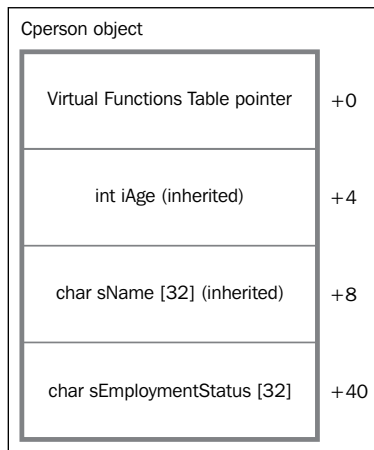 Cperson object
Virtual Functions Table pointer +0
int iAge (inherited) +4
char sName [32] (inherited) +8
char sEmploymentStatus [32] +40